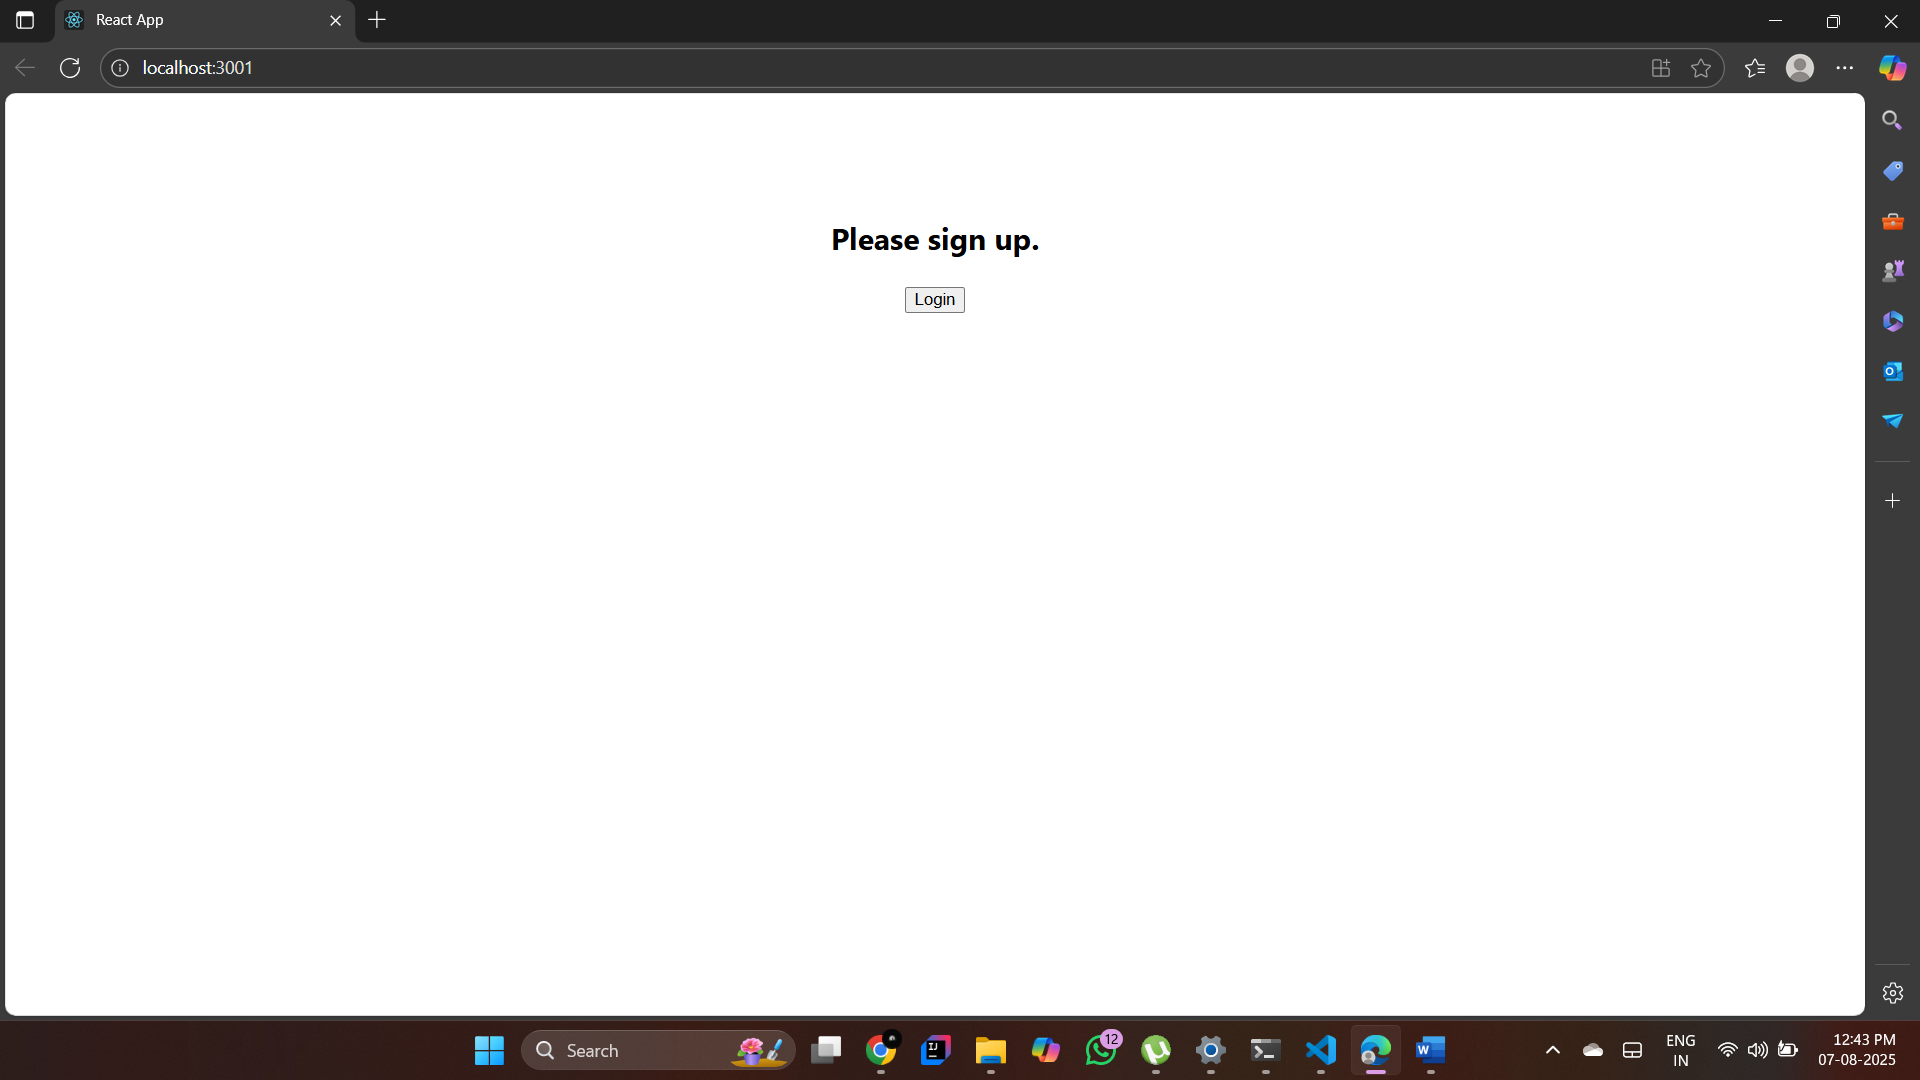 React App
localhost:3001
Please sign up.
Login
Search
12
ENG
IN
12:43 PM
07-08-2025